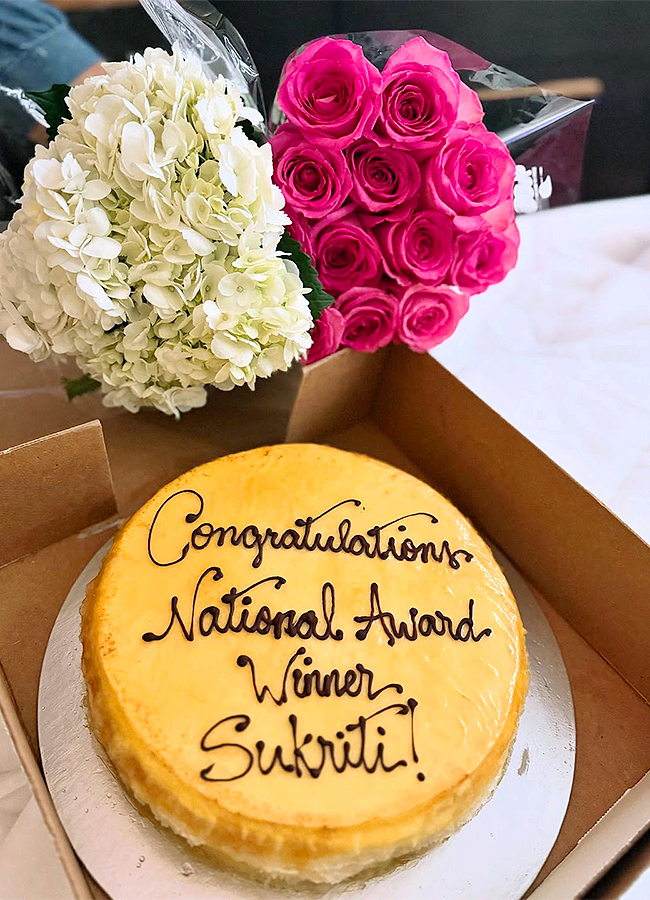 Congratulations
National Award
Winner
Sukriti!